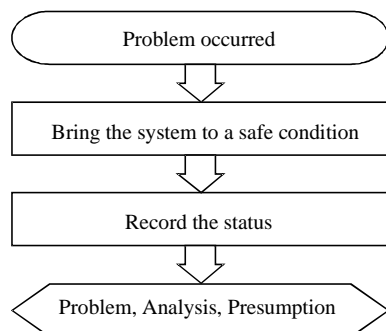 Problem occurred
Bring the system to a safe condition
Record the status
Problem, Analysis, Presumption